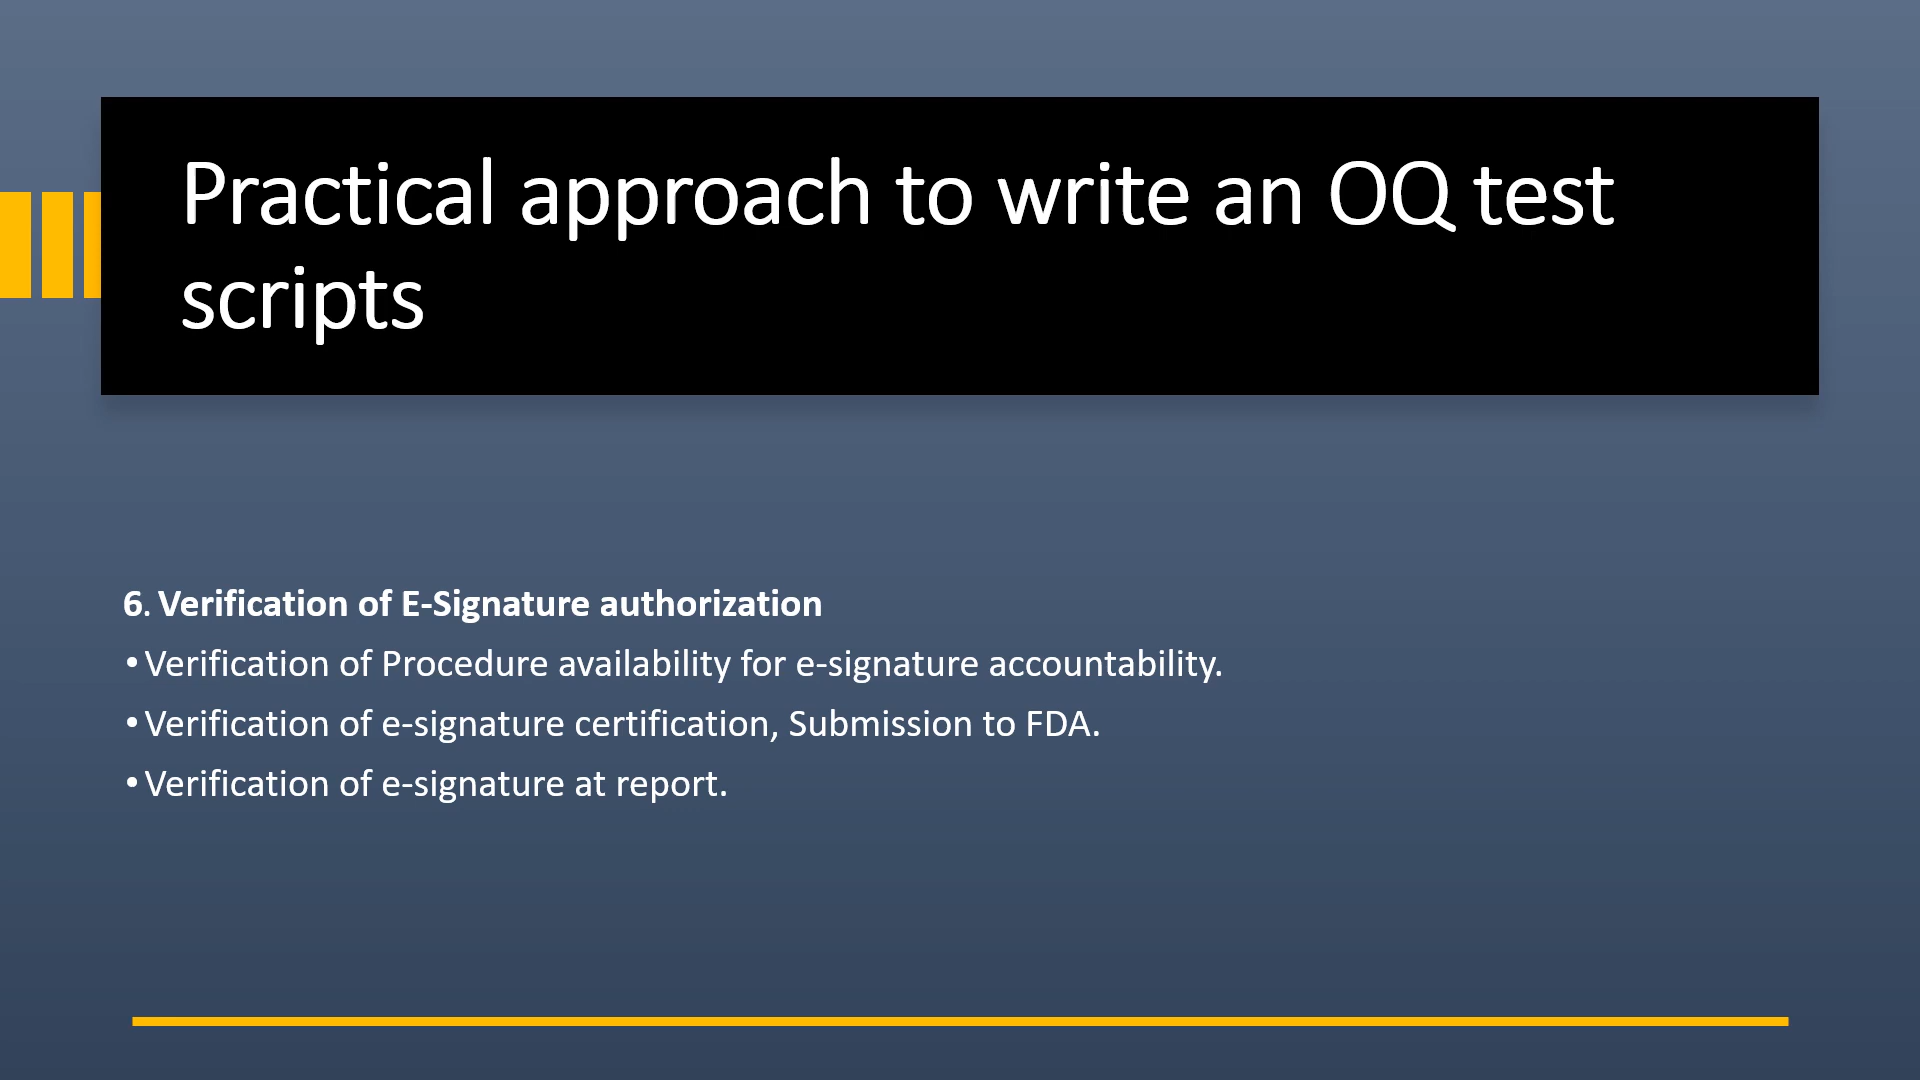 Practical approach to write an OQ test
scripts
6. Verification of E-Signature authorization
•Verification of Procedure availability for e-signature accountability.
•Verification of e-signature certification, Submission to FDA.
•Verification of e-signature at report.